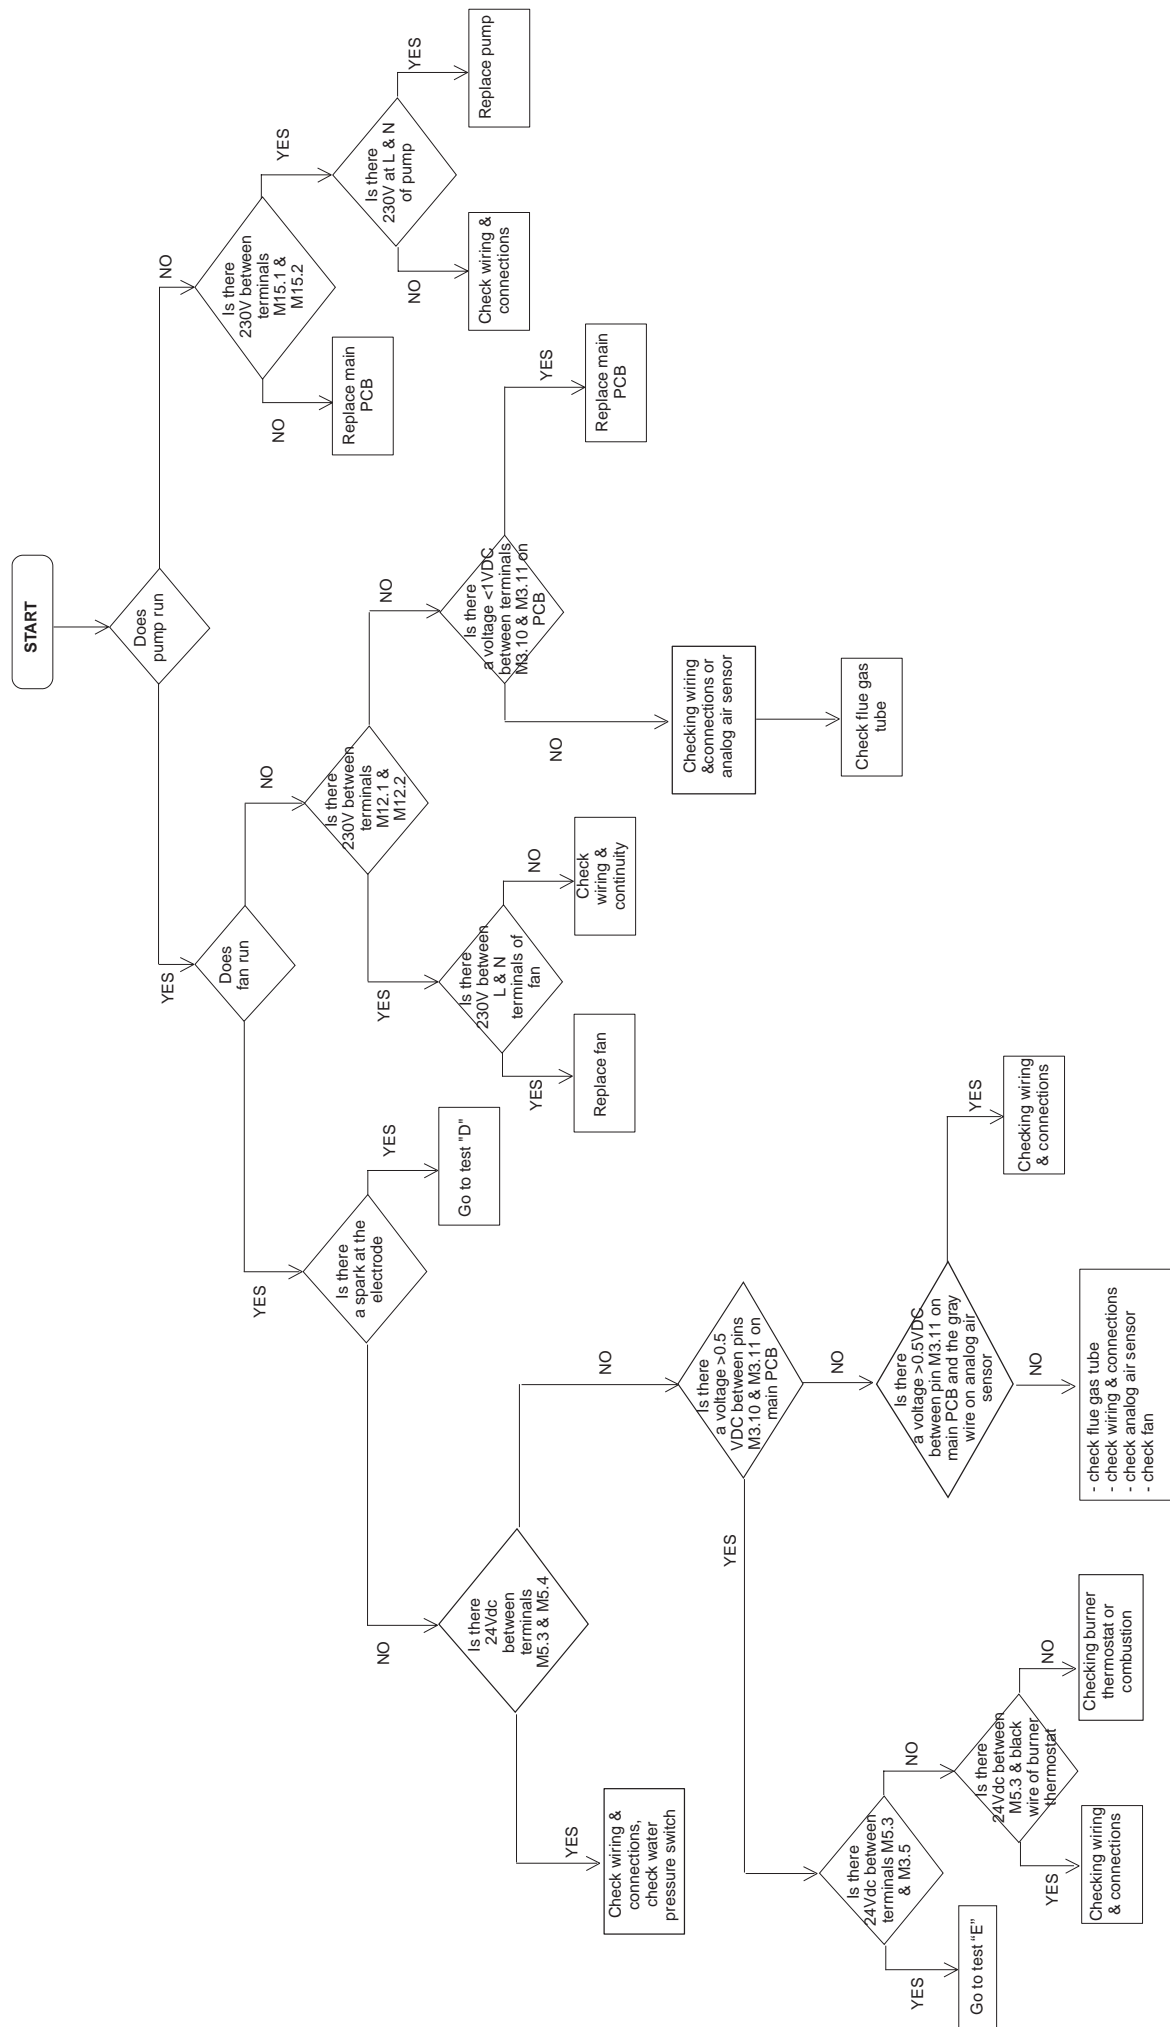 START
Does
pump run
YES
NO
Does
fan run
Is there
230V between
terminals
M15.1 &
M15.2
YES
NO
NO
YES
Is there
a spark at the
electrode
Is there
230V between
terminals
M12.1 &
M12.2
Replace main
PCB
Is there
230V at L & N
of pump
NO
YES
YES
NO
NO
YES
Is there
24Vdc
between
terminals
M5.3 & M5.4
Go to test "D"
Is there
230V between
L & N
terminals of
fan
Is there
a voltage <1VDC
between terminals
M3.10 & M3.11 on
PCB
Check wiring &
connections
Replace pump
YES
NO
YES
NO
NO
YES
Check wiring &
connections,
check water
pressure switch
Is there
a voltage >0.5
VDC between pins
M3.10 & M3.11 on
main PCB
Replace fan
Check
wiring &
continuity
Checking wiring
&connections or
analog air sensor
Replace main
PCB
YES
NO
Is there
24Vdc between
terminals M5.3
& M3.5
Is there
a voltage >0.5VDC
between pin M3.11 on
main PCB and the gray
wire on analog air
sensor
Check flue gas
tube
YES
NO
NO
YES
Go to test “E”
Is there
24Vdc between
M5.3 & black
wire of burner
thermostat
- check flue gas tube
- check wiring & connections
- check analog air sensor
- check fan
Checking wiring
& connections
YES
NO
Checking wiring
& connections
Checking burner
thermostat or
combustion